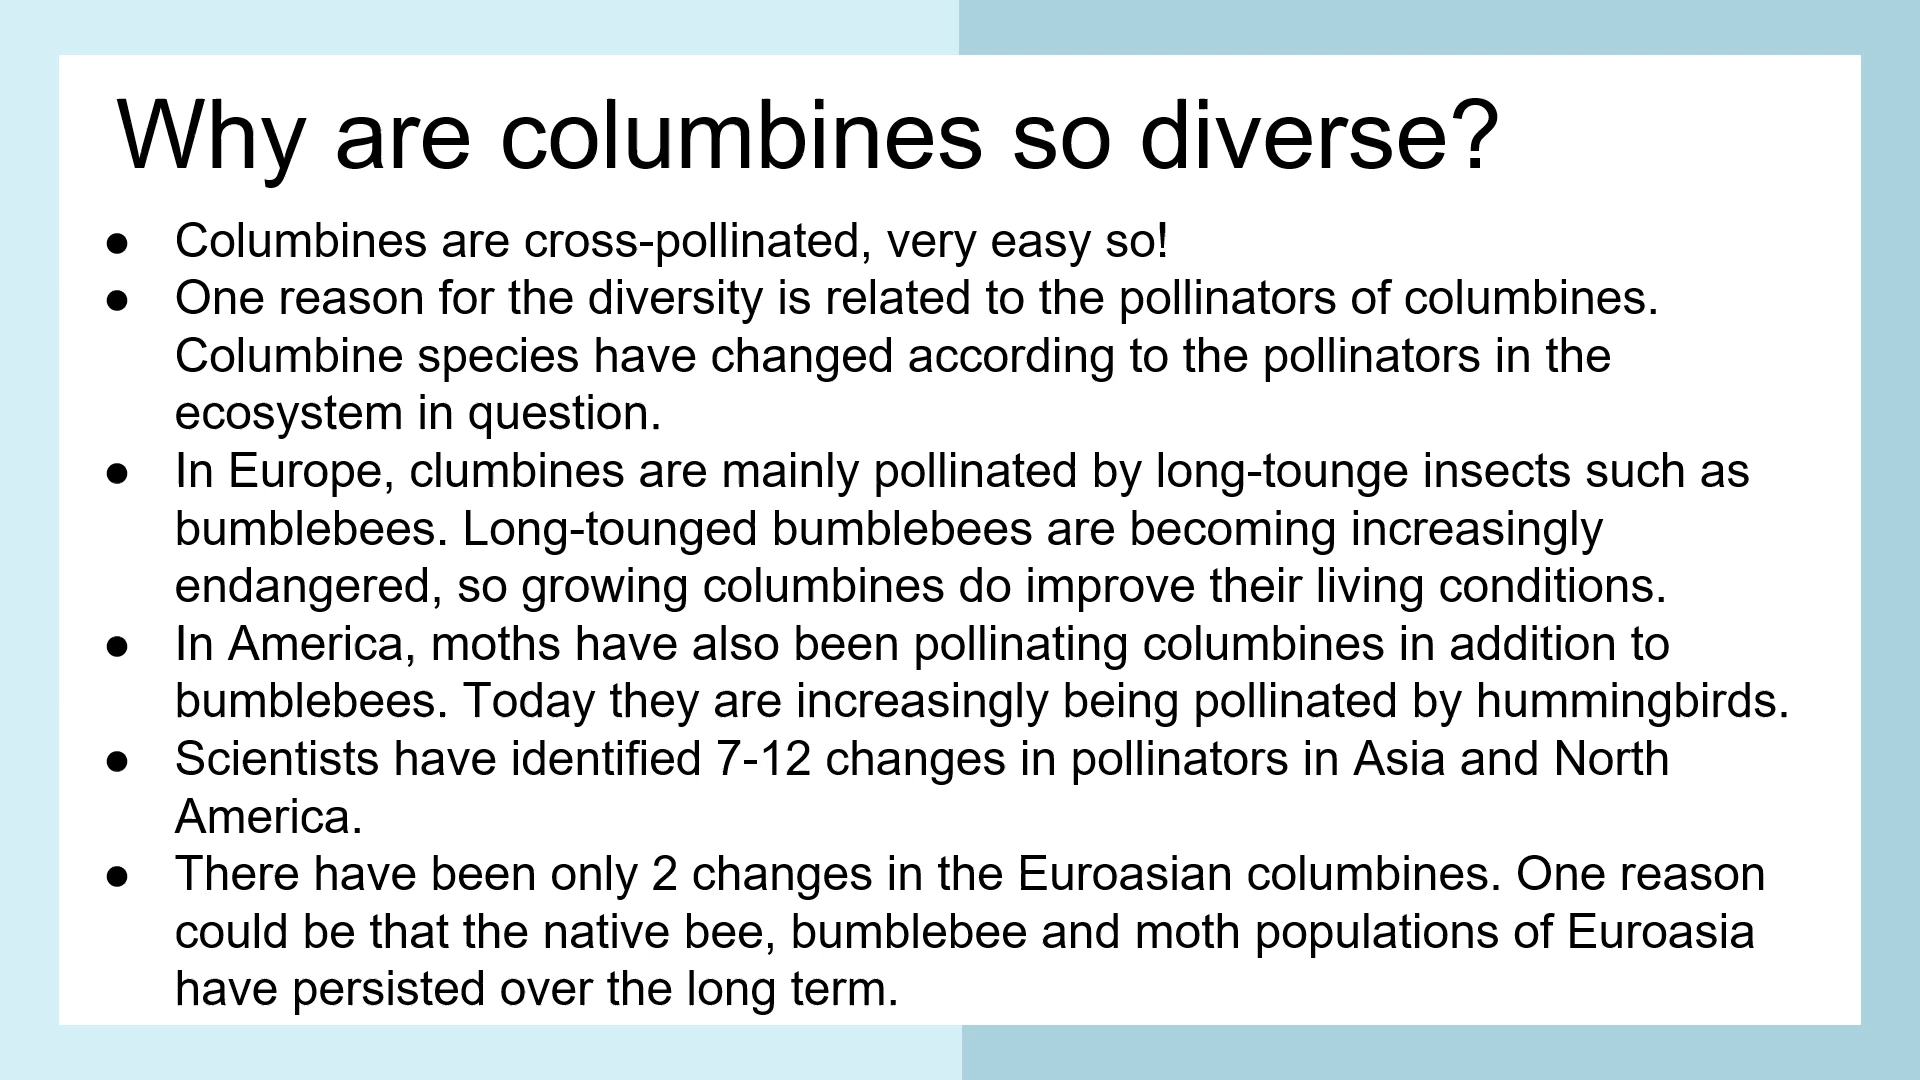 Why are columbines so diverse?
● Columbines are cross-pollinated, very easy so!
● One reason for the diversity is related to the pollinators of columbines.
Columbine species have changed according to the pollinators in the
ecosystem in question.
● In Europe, clumbines are mainly pollinated by long-tounge insects such as
bumblebees. Long-tounged bumblebees are becoming increasingly
endangered, so growing columbines do improve their living conditions.
● In America, moths have also been pollinating columbines in addition to
bumblebees. Today they are increasingly being pollinated by hummingbirds.
● Scientists have identified 7-12 changes in pollinators in Asia and North
America.
● There have been only 2 changes in the Euroasian columbines. One reason
could be that the native bee, bumblebee and moth populations of Euroasia
have persisted over the long term.